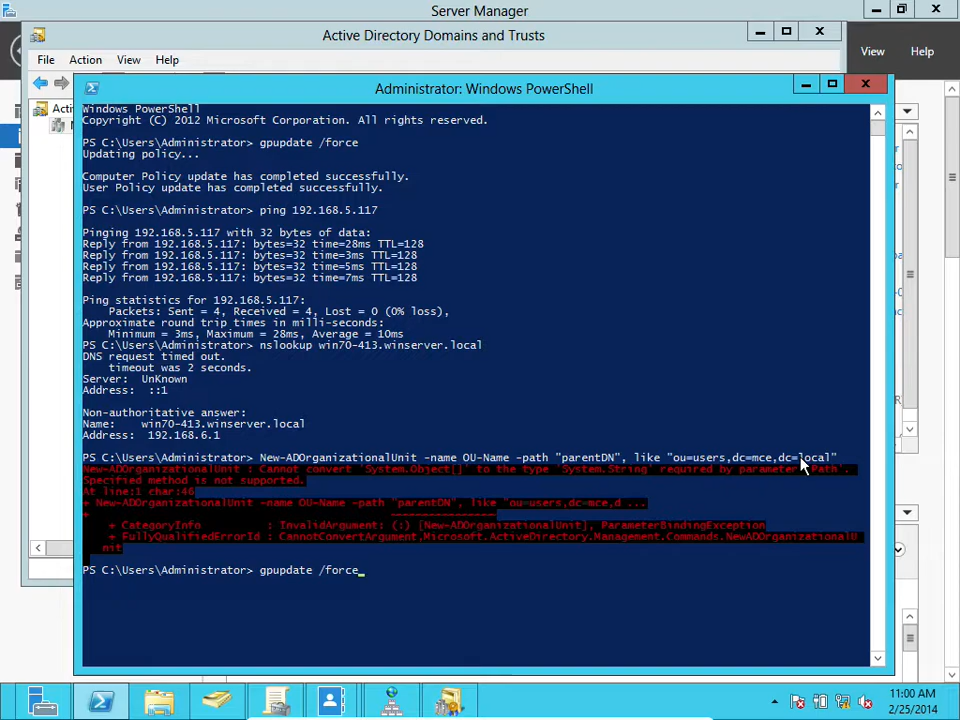 Server Manager
Active Directory Domains and Trusts
File Action View Help
View Help
Acti
Administrator: Windows PowerShell
Windows PowerShell
Copyright (C) 2012 Microsoft Corporation. All rights reserved.
PS C:\Users\Administrator> gpupdate /force
Updating policy...
Computer Policy update has completed successfully.
User Policy update has completed successfully.
PS C:\Users\Administrator> ping 192.168.5.117
Pinging 192.168.5.117 with 32 bytes of data:
Reply from 192.168.5.117: bytes=32 time=28ms TTL=128
Reply from 192.168.5.117: bytes=32 time=3ms TTL=128
Reply from 192.168.5.117: bytes=32 time=5ms TTL=128
Reply from 192.168.5.117: bytes=32 time=7ms TTL=128
Ping statistics for 192.168.5.117:
Packets: Sent = 4, Received = 4, Lost = 0 (0% loss),
Approximate round trip times in milli-seconds:
Minimum = 3ms, Maximum = 28ms, Average = 10ms
PS C:\Users\Administrator> nslookup win70-413.winserver.local
DNS request timed out.
timeout was 2 seconds.
Server: UnKnown
Address: ::1
Non-authoritative answer:
Name: win70-413.winserver.local
Address: 192.168.6.1
PS C:\Users\Administrator> New-ADOrganizationalUnit -name OU-Name -path "parentDN", like "ou=users,dc=mce,dc=local"
New-ADOrganizationalUnit : Cannot convert 'System.Object[]' to the type 'System.String' required by parameter 'Path'.
Specified method is not supported.
At line:1 char:46
+ New-ADOrganizationalUnit -name OU-Name -path "parentDN", like "ou=users,dc=mce,d ...
+ ~~~~~~~~~~~~~~~~~
+ CategoryInfo : InvalidArgument: (:) [New-ADOrganizationalUnit], ParameterBindingException
+ FullyQualifiedErrorId : CannotConvertArgument,Microsoft.ActiveDirectory.Management.Commands.NewADOrganizationalU
nit
PS C:\Users\Administrator> gpupdate /force_
11:00 AM
2/25/2014